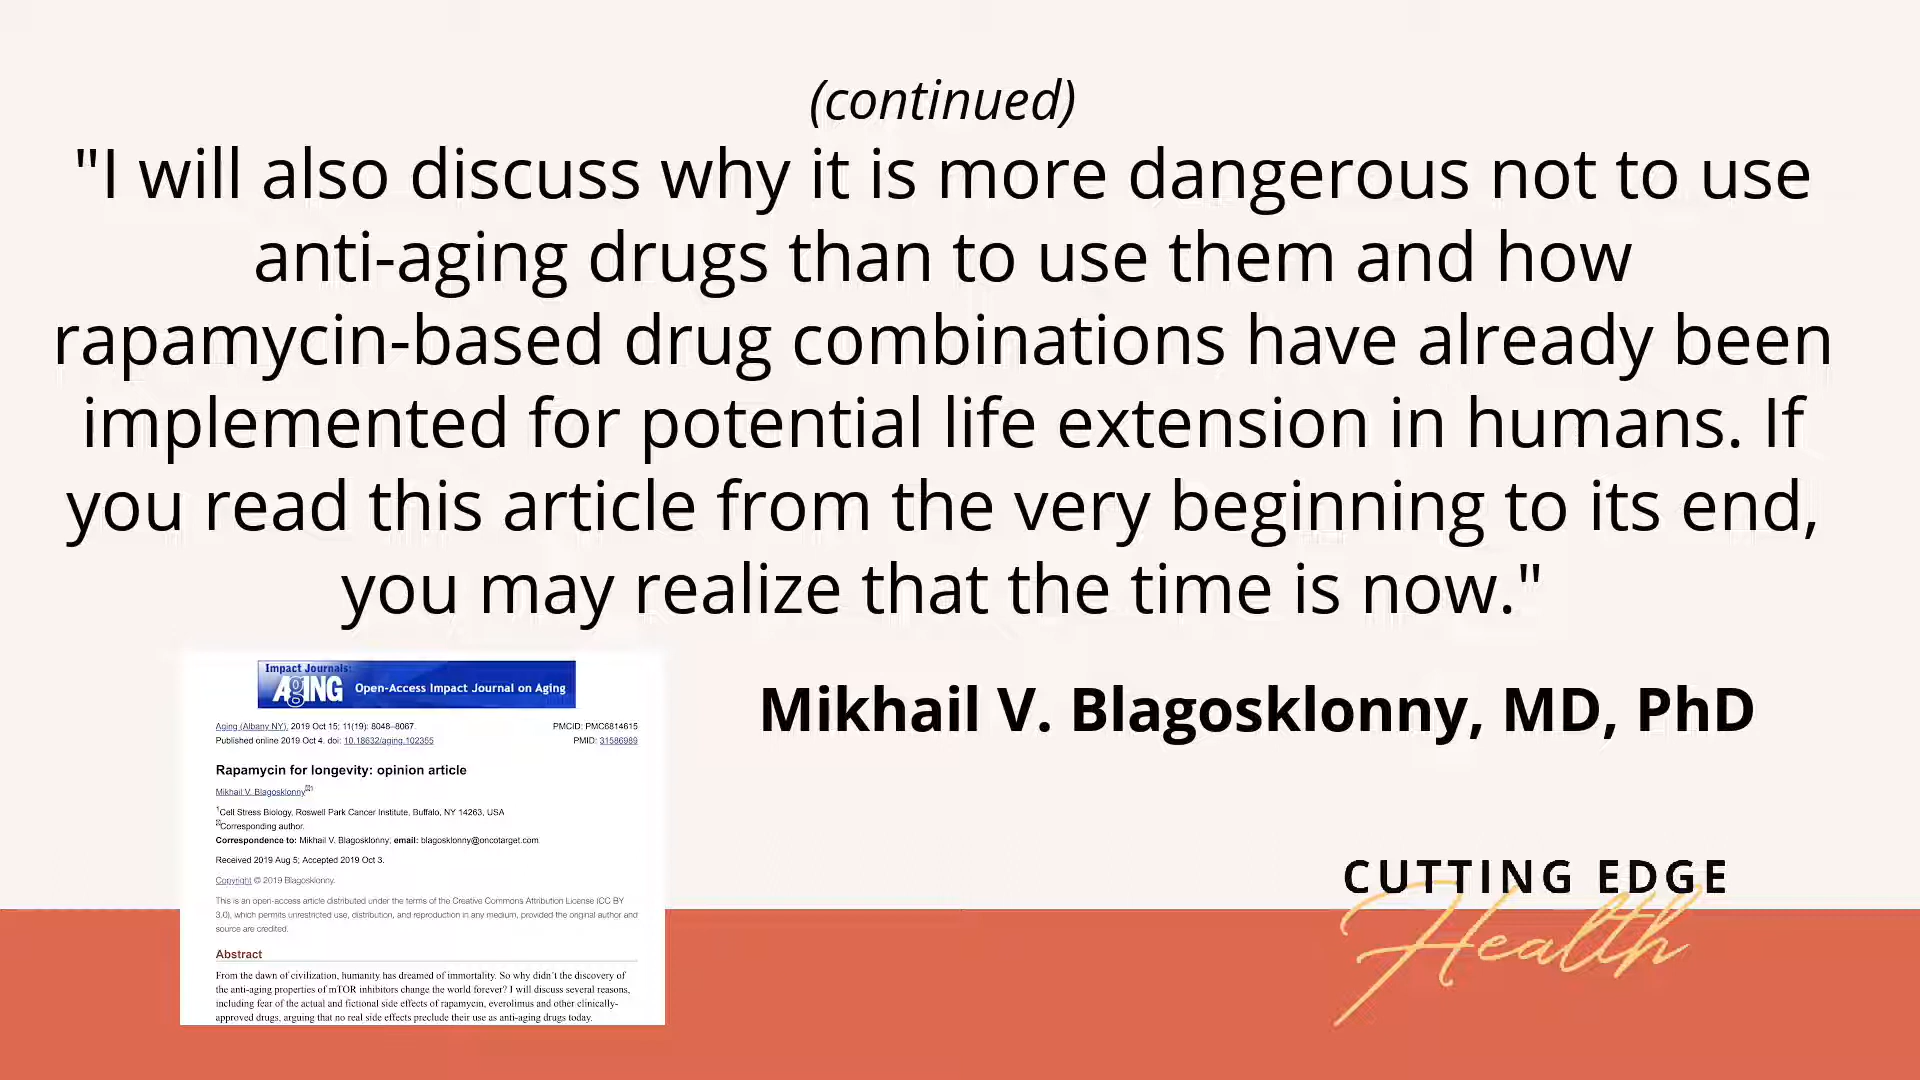 (continued)
"I will also discuss why it is more dangerous not to use
anti-aging drugs than to use them and how
rapamycin-based drug combinations have already been
implemented for potential life extension in humans. If
you read this article from the very beginning to its end,
you may realize that the time is now."
Mikhail V. Blagosklonny, MD, PhD
Impact Journals:
AgING Open-Access Impact Journal on Aging
Aging (Albany NY). 2019 Oct 15; 11(19): 8048–8067. PMCID: PMC6814615
Published online 2019 Oct 4. doi: 10.18632/aging.102355 PMID: 31586989
Rapamycin for longevity: opinion article
Mikhail V. Blagosklonny1
1Cell Stress Biology, Roswell Park Cancer Institute, Buffalo, NY 14263, USA
Corresponding author.
Correspondence to: Mikhail V. Blagosklonny; email: blagosklonny@oncotarget.com
Received 2019 Aug 5; Accepted 2019 Oct 3.
Copyright © 2019 Blagosklonny.
This is an open-access article distributed under the terms of the Creative Commons Attribution License (CC BY
3.0), which permits unrestricted use, distribution, and reproduction in any medium, provided the original author and
source are credited.
Abstract
From the dawn of civilization, humanity has dreamed of immortality. So why didn't the discovery of
the anti-aging properties of mTOR inhibitors change the world forever? I will discuss several reasons,
including fear of the actual and fictional side effects of rapamycin, everolimus and other clinically-
approved drugs, arguing that no real side effects preclude their use as anti-aging drugs today.
CUTTING EDGE
Health